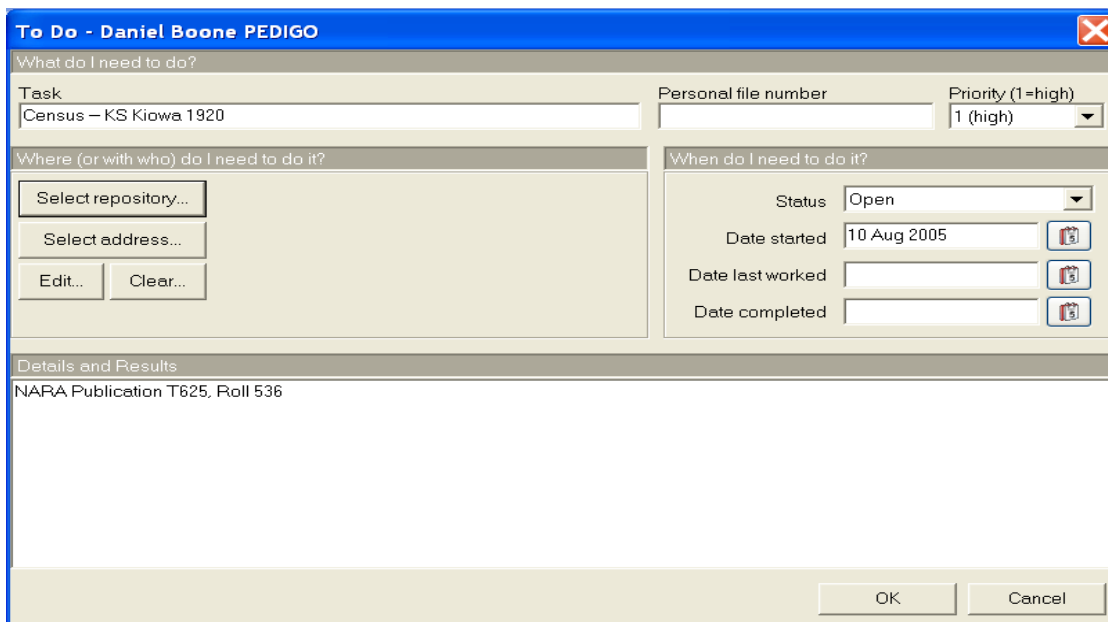 To Do - Daniel Boone PEDIGO
What do I need to do?
Task
Personal file number
Priority (1=high)
Census – KS Kiowa 1920
1 (high)
Where (or with who) do I need to do it?
Select repository...
Select address...
Edit...
Clear...
When do I need to do it?
Status
Open
Date started
10 Aug 2005
Date last worked
Date completed
Details and Results
NARA Publication T625, Roll 536
OK
Cancel